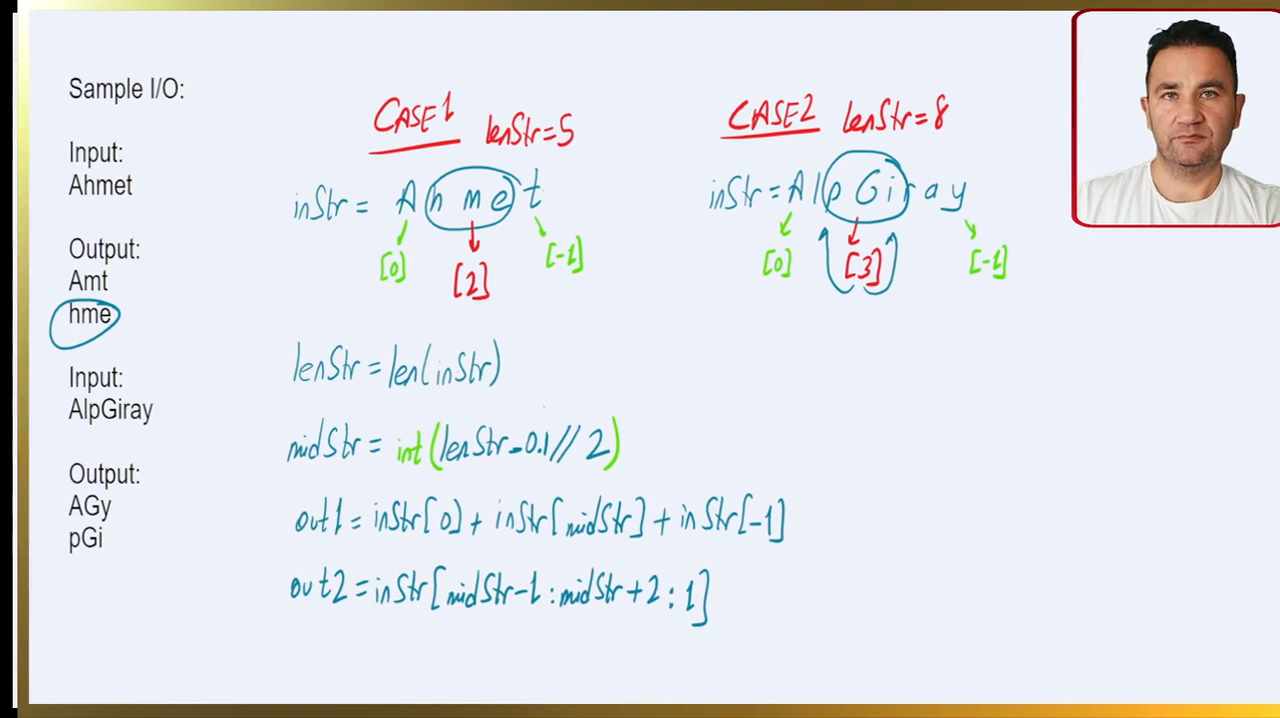 Sample I/O:
Input:
Ahmet
Output:
Amt
hme
Input:
AlpGiray
Output:
AGy
pGi
CASE1 lenStr=5
inStr = Ahmet
[0] [2] [-1]
CASE2 lenStr=8
inStr=AlpGiray
[0] [3] [-1]
lenStr=len(inStr)
midStr = int(lenStr-0.1//2)
out1=inStr[0]+inStr[midStr]+inStr[-1]
out2=inStr[midStr-1:midStr+2:1]